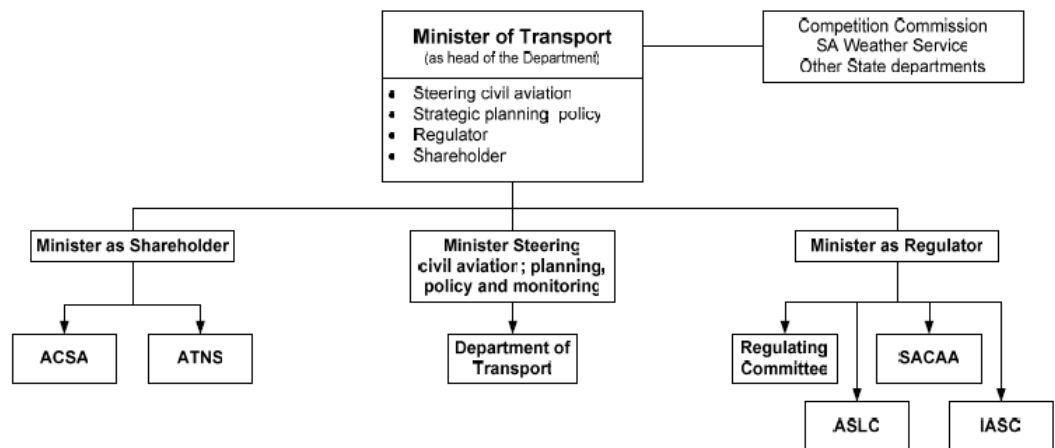 Minister of Transport
(as head of the Department)
• Steering civil aviation
• Strategic planning policy
• Regulator
• Shareholder
Competition Commission
SA Weather Service
Other State departments
Minister as Shareholder
Minister Steering
civil aviation; planning,
policy and monitoring
Minister as Regulator
ACSA
ATNS
Department of
Transport
Regulating
Committee
SACAA
ASLC
IASC